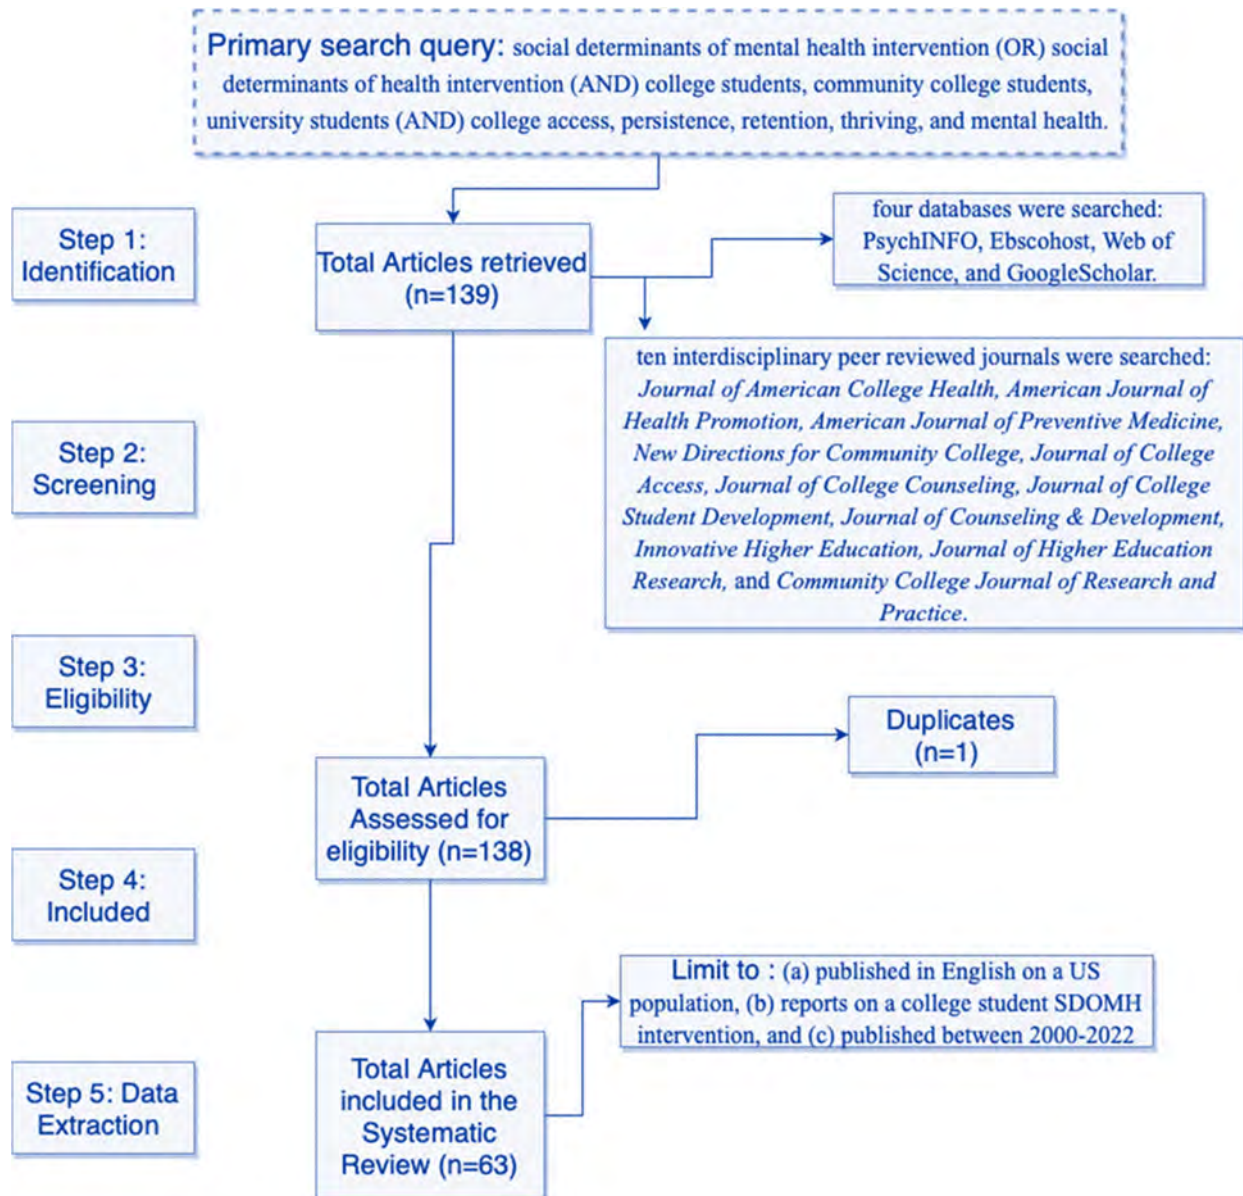 Primary search query: social determinants of mental health intervention (OR) social
determinants of health intervention (AND) college students, community college students,
university students (AND) college access, persistence, retention, thriving, and mental health.
Step 1:
Identification
Total Articles retrieved
(n=139)
four databases were searched:
PsychINFO, Ebscohost, Web of
Science, and GoogleScholar.
ten interdisciplinary peer reviewed journals were searched:
Journal of American College Health, American Journal of
Health Promotion, American Journal of Preventive Medicine,
New Directions for Community College, Journal of College
Access, Journal of College Counseling, Journal of College
Student Development, Journal of Counseling & Development,
Innovative Higher Education, Journal of Higher Education
Research, and Community College Journal of Research and
Practice.
Step 2:
Screening
Step 3:
Eligibility
Duplicates
(n=1)
Total Articles
Assessed for
eligibility (n=138)
Step 4:
Included
Limit to : (a) published in English on a US
population, (b) reports on a college student SDOMH
intervention, and (c) published between 2000-2022
Step 5: Data
Extraction
Total Articles
included in the
Systematic
Review (n=63)